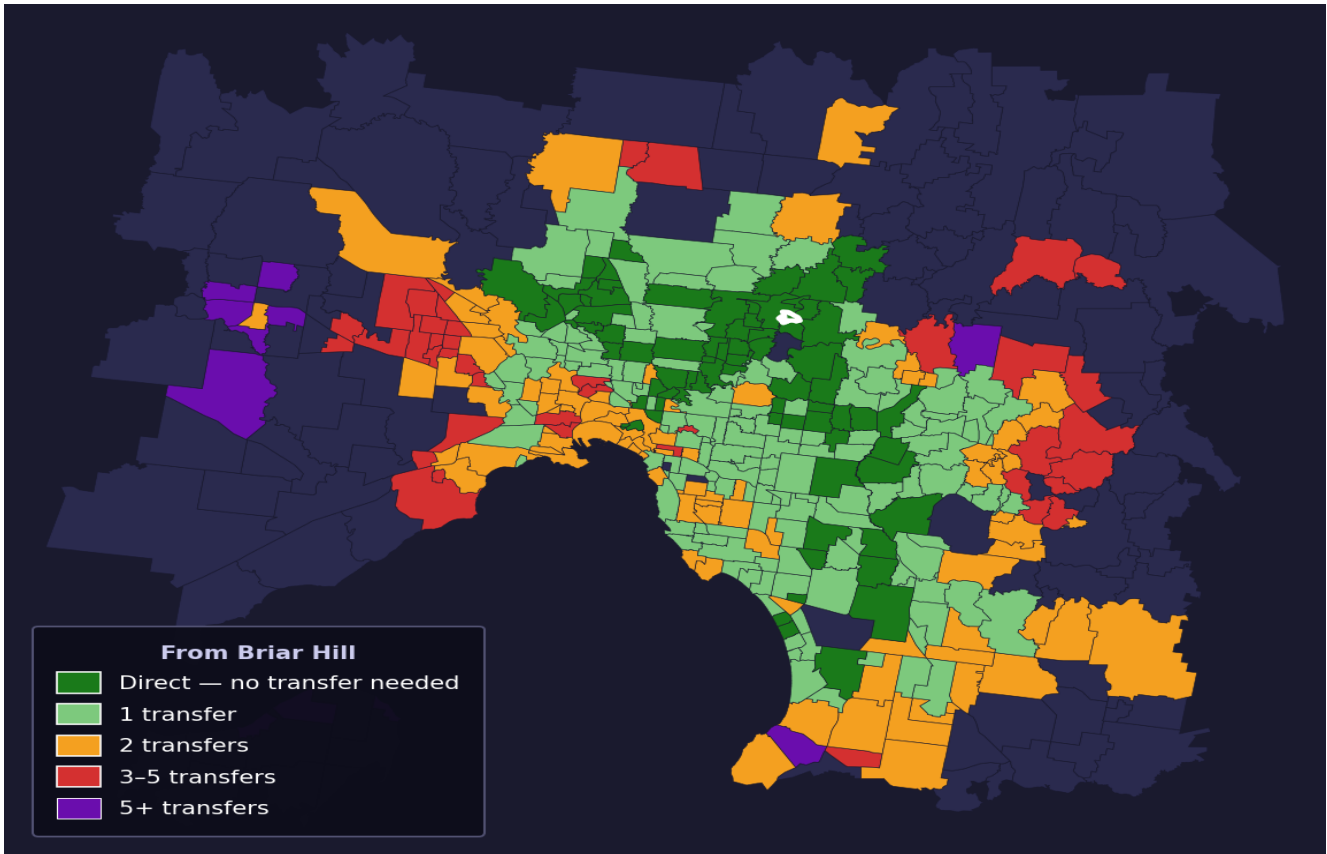 From Briar Hill
Direct — no transfer needed
1 transfer
2 transfers
3–5 transfers
5+ transfers